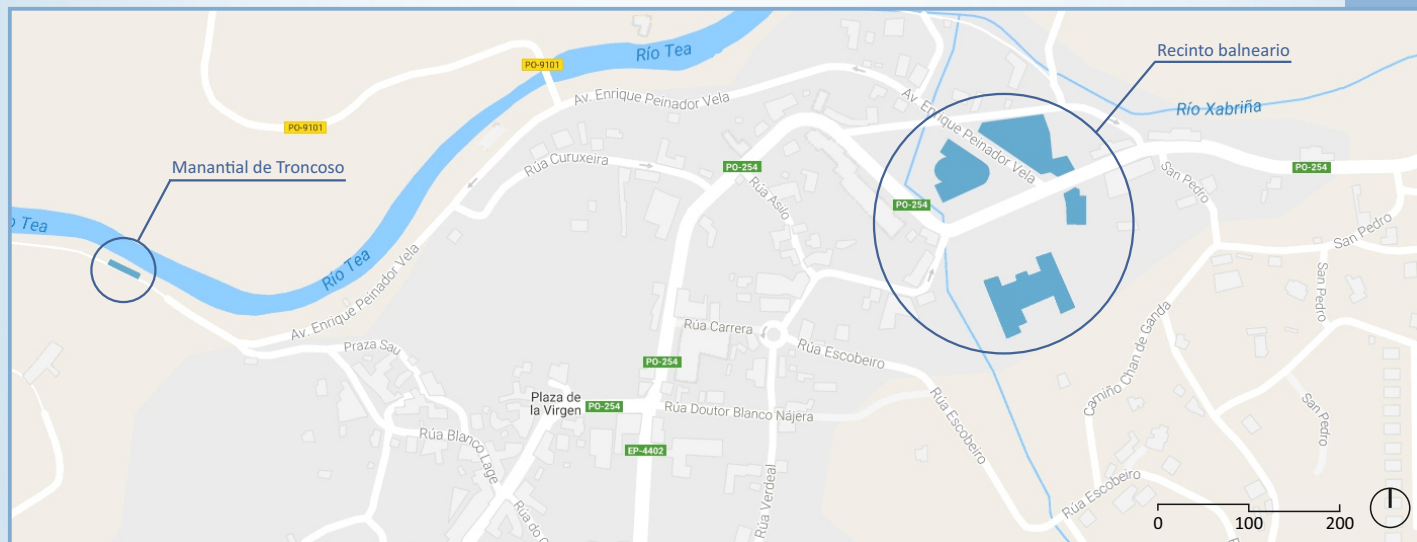 Río Tea
Recinto balneario
PO-9101
Av. Enrique Peinador Vela
Av. Enrique Peinador Vela
Río Xabriña
PO-9101
Manantial de Troncoso
Rúa Curuxeira
PO-254
PO-254
San Pedro
Rúa Asilo
PO-254
Tea
Río Tea
San Pedro
San Pedro
Av. Enrique Peinador Vela
Rúa Carrera
Praza Sau
Rúa Escobeiro
PO-254
Camiño Chan de Ganda
Plaza de
la Virgen
PO-254
Rúa Doutor Blanco Nájera
Rúa Escobeiro
San Pedro
Rúa Blanco Lage
EP-4402
Rúa Verdeal
Rúa Escobeiro
Rúa do
0 100 200